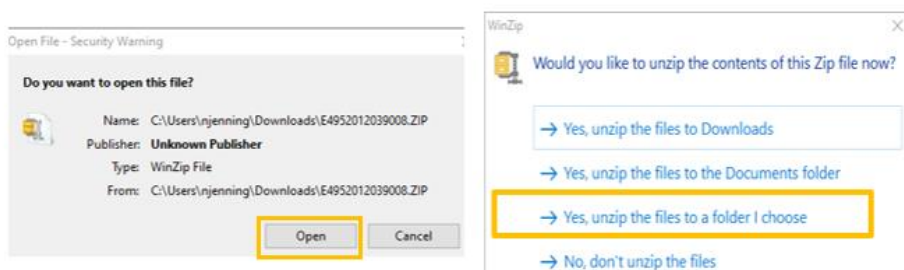 Open File - Security Warning
Do you want to open this file?
Name: C:\Users\njenning\Downloads\E4952012039008.ZIP
Publisher: Unknown Publisher
Type: WinZip File
From: C:\Users\njenning\Downloads\E4952012039008.ZIP
Open Cancel
WinZip
Would you like to unzip the contents of this Zip file now?
→ Yes, unzip the files to Downloads
→ Yes, unzip the files to the Documents folder
→ Yes, unzip the files to a folder I choose
→ No, don't unzip the files